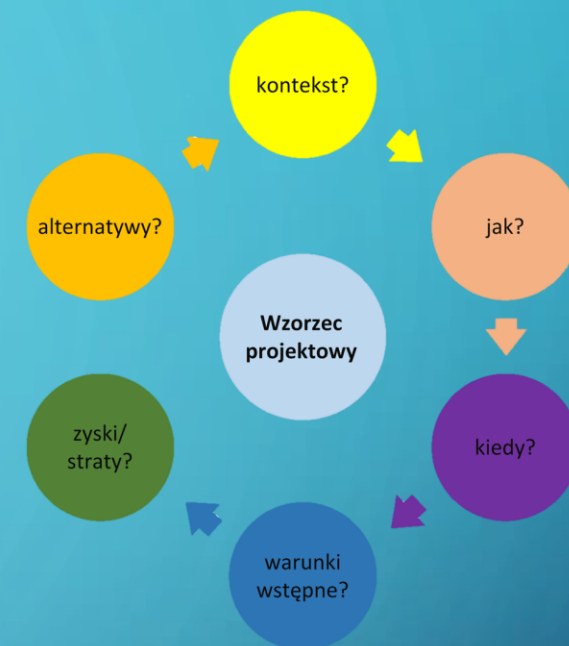 kontekst?
alternatywy?
jak?
Wzorzec
projektowy
zyski/
straty?
kiedy?
warunki
wstępne?